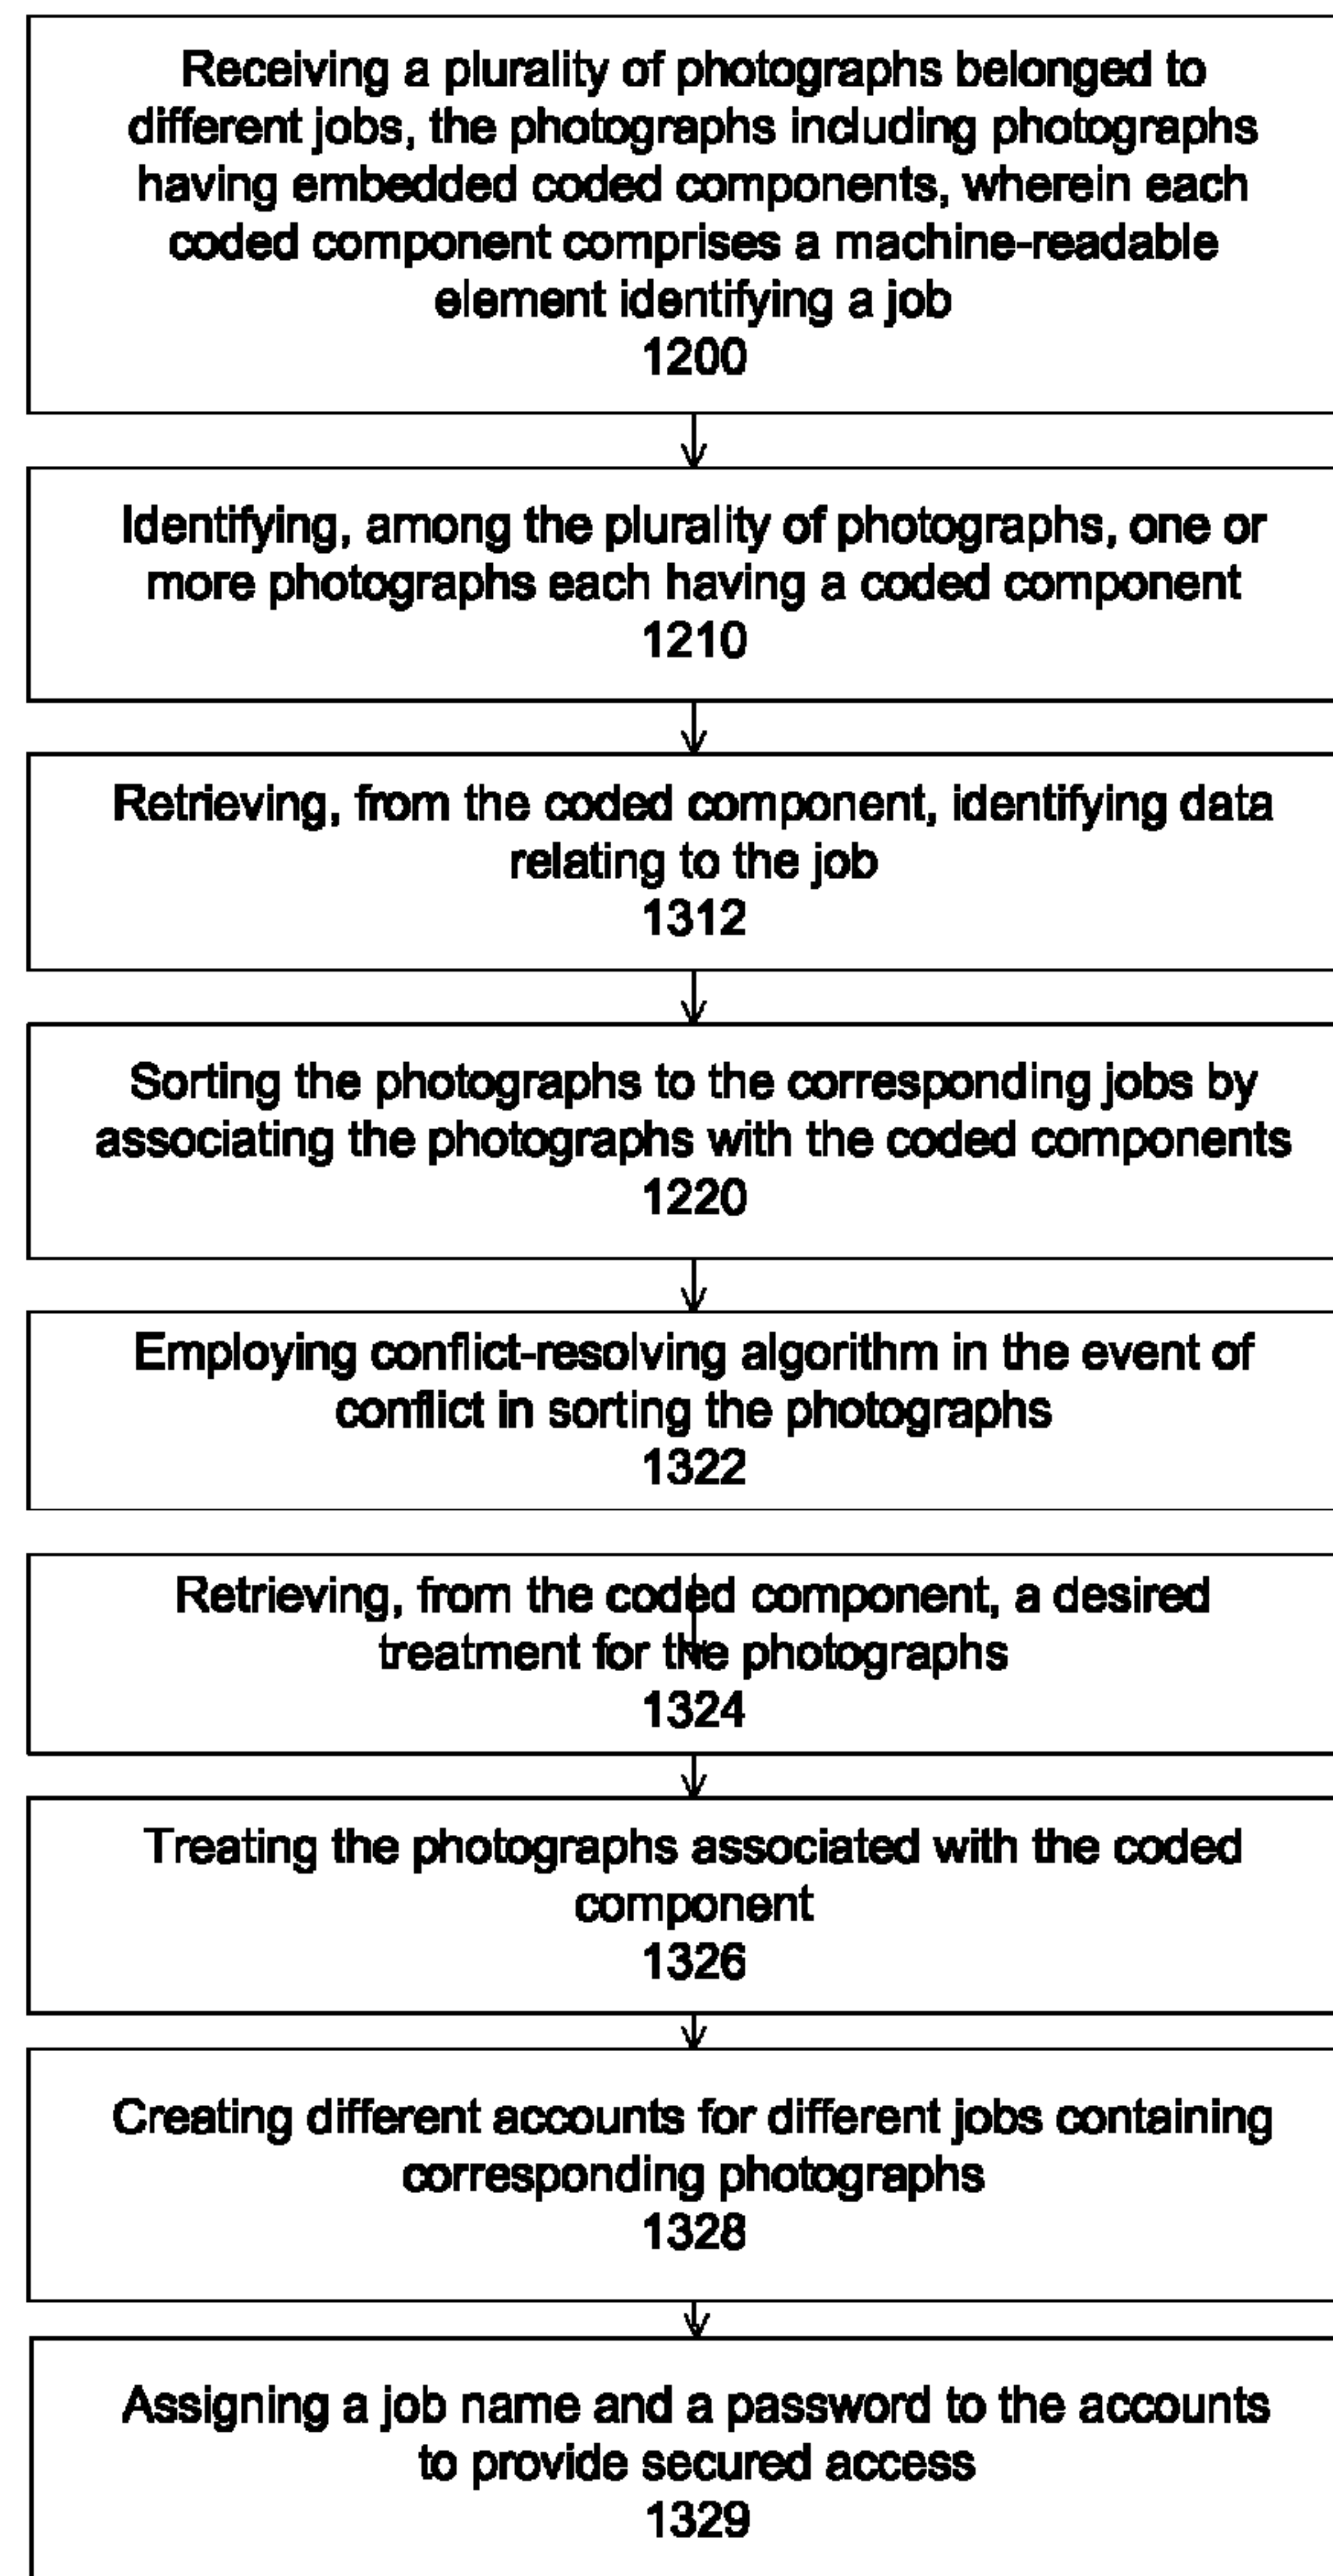 Receiving a plurality of photographs belonged to
different jobs, the photographs including photographs
having embedded coded components, wherein each
coded component comprises a machine-readable
element identifying a job
1200
Identifying, among the plurality of photographs, one or
more photographs each having a coded component
1210
Retrieving, from the coded component, identifying data
relating to the job
1312
Sorting the photographs to the corresponding jobs by
associating the photographs with the coded components
1220
Employing conflict-resolving algorithm in the event of
conflict in sorting the photographs
1322
Retrieving, from the coded component, a desired
treatment for the photographs
1324
Treating the photographs associated with the coded
component
1326
Creating different accounts for different jobs containing
corresponding photographs
1328
Assigning a job name and a password to the accounts
to provide secured access
1329